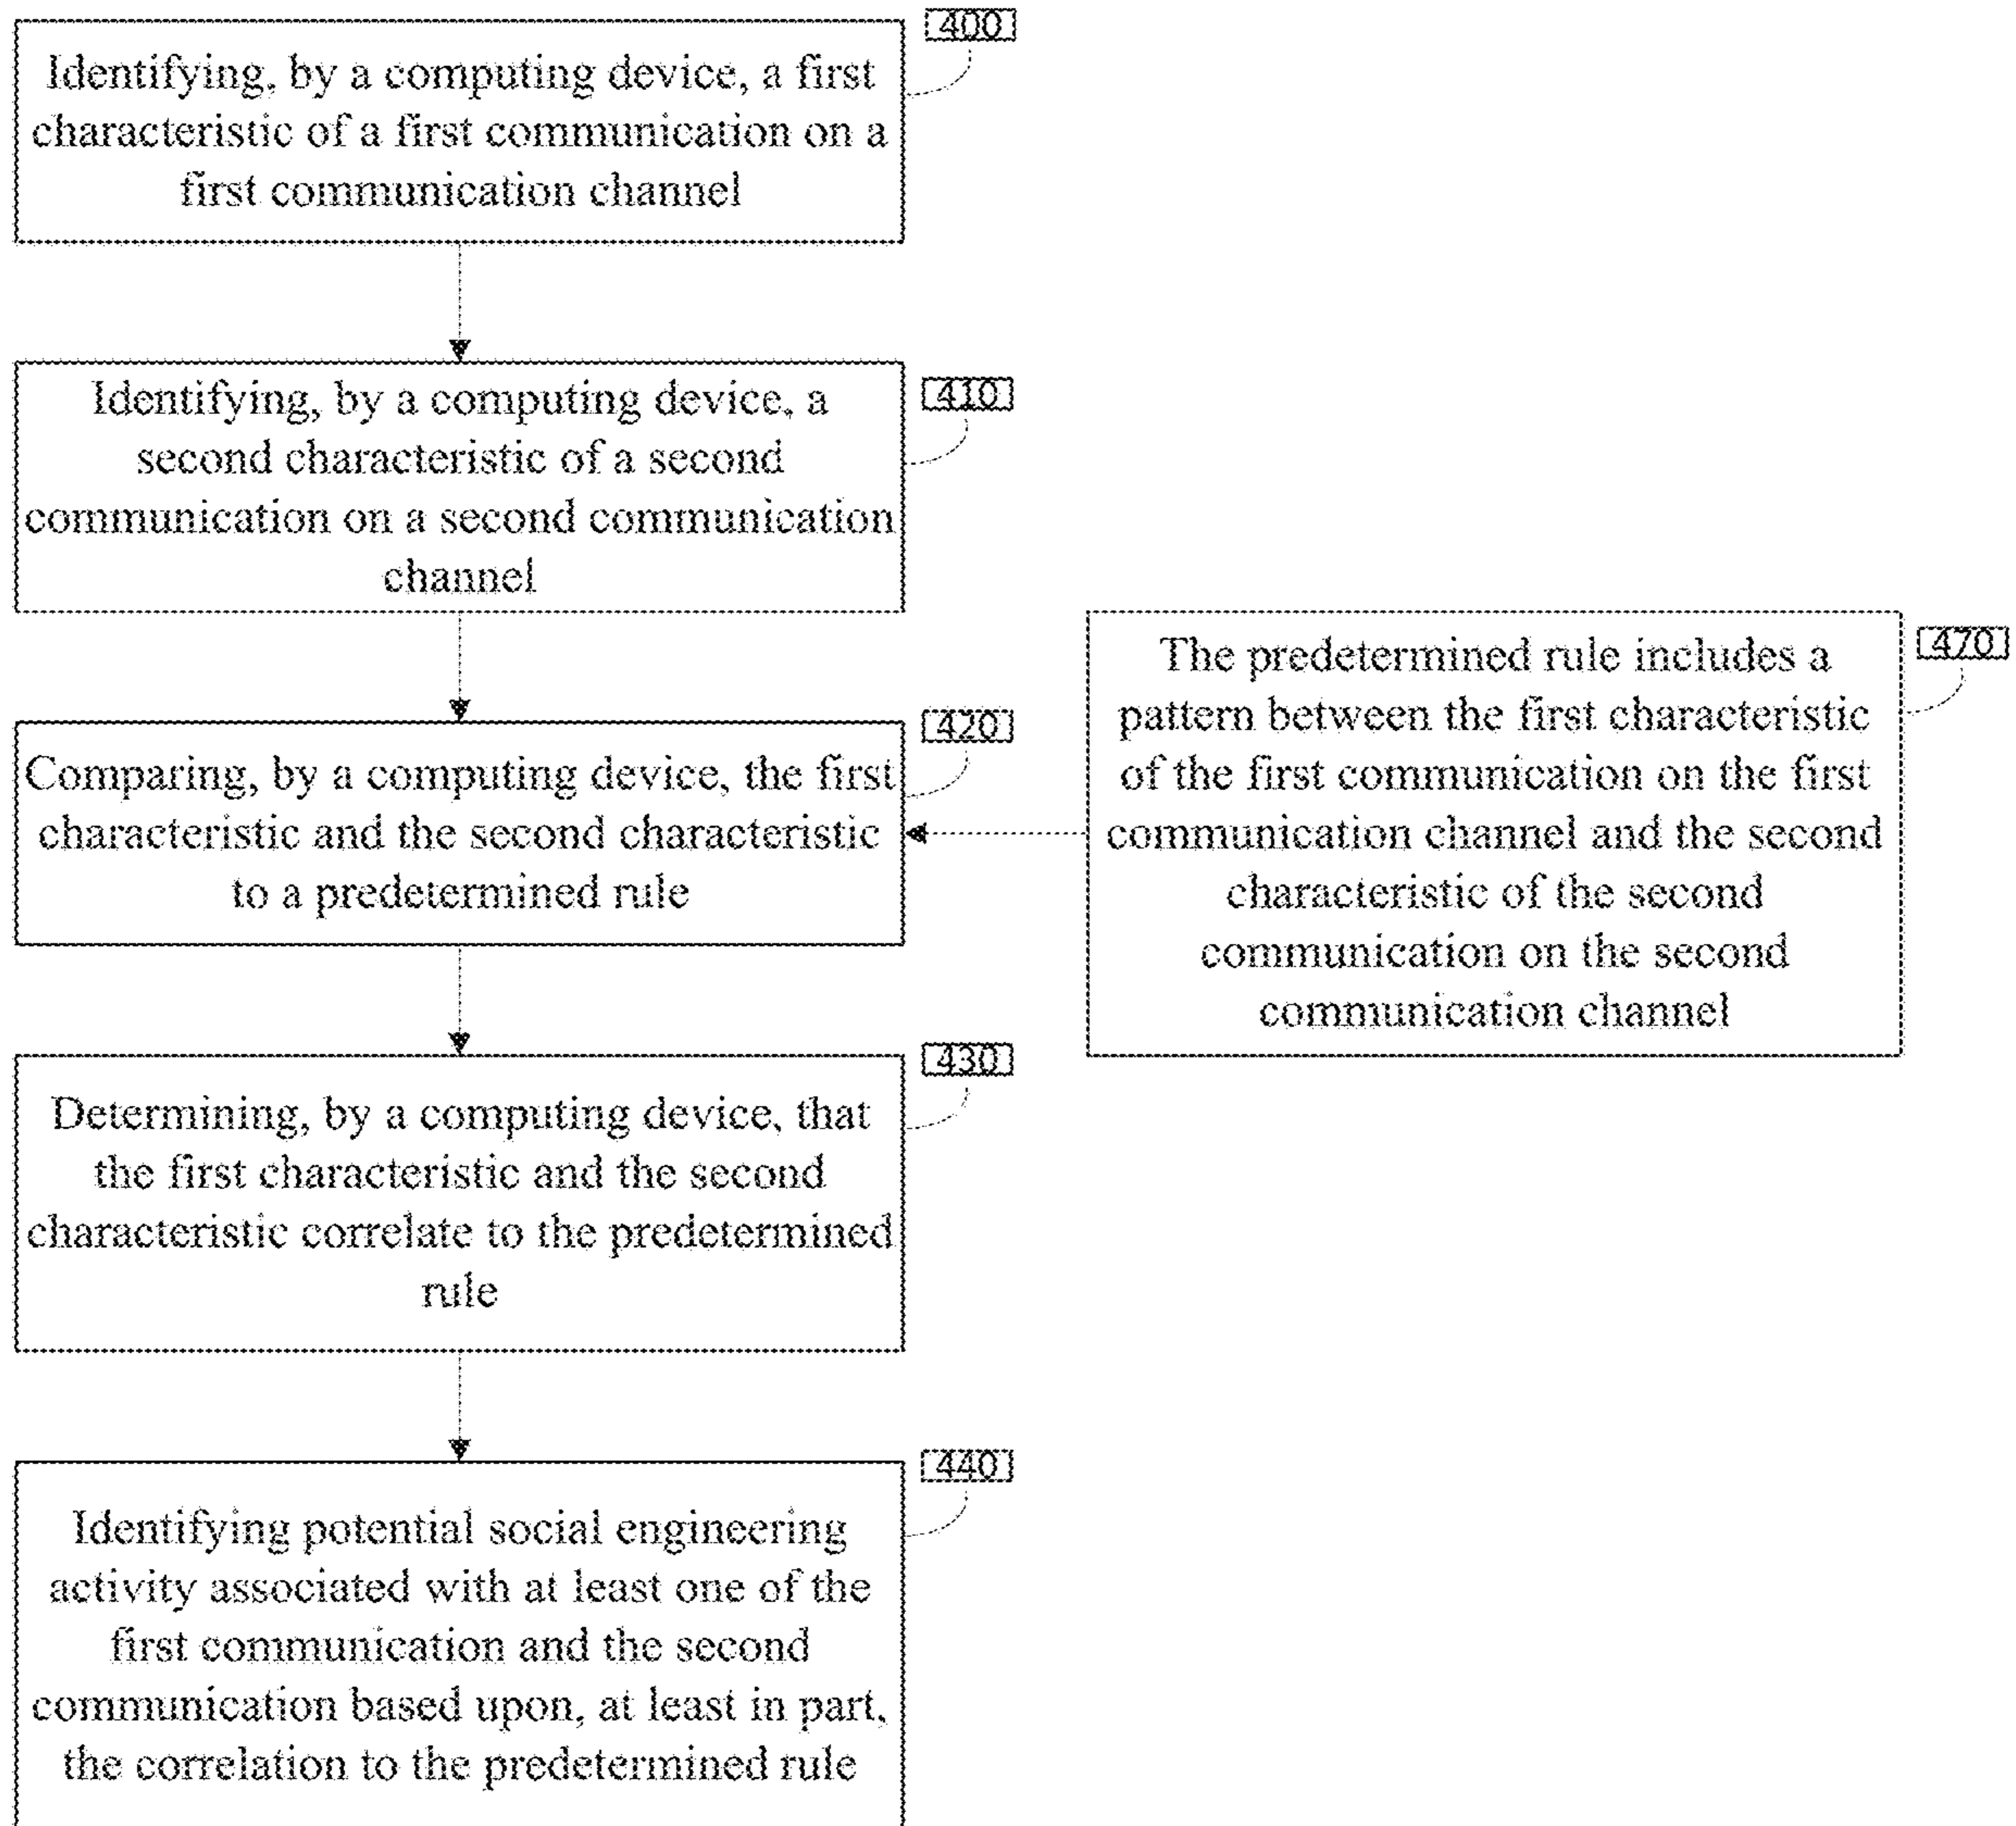 400
Identifying, by a computing device, a first
characteristic of a first communication on a
first communication channel
410
Identifying, by a computing device, a
second characteristic of a second
communication on a second communication
channel
420
Comparing, by a computing device, the first
characteristic and the second characteristic
to a predetermined rule
470
The predetermined rule includes a
pattern between the first characteristic
of the first communication on the first
communication channel and the second
characteristic of the second
communication on the second
communication channel
430
Determining, by a computing device, that
the first characteristic and the second
characteristic correlate to the predetermined
rule
440
Identifying potential social engineering
activity associated with at least one of the
first communication and the second
communication based upon, at least in part,
the correlation to the predetermined rule